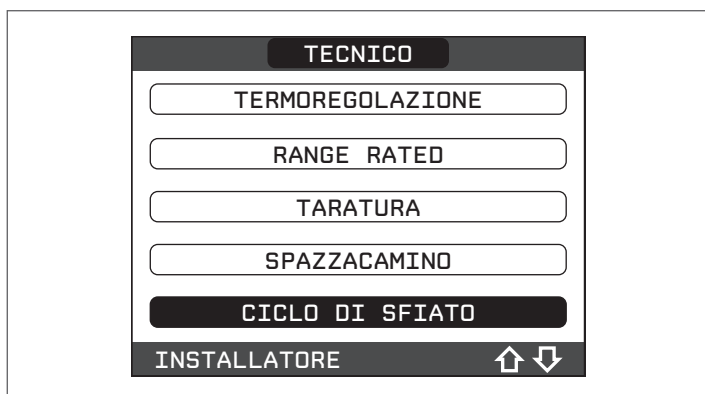 TECNICO
TERMOREGOLAZIONE
RANGE RATED
TARATURA
SPAZZACAMINO
CICLO DI SFIATO
INSTALLATORE